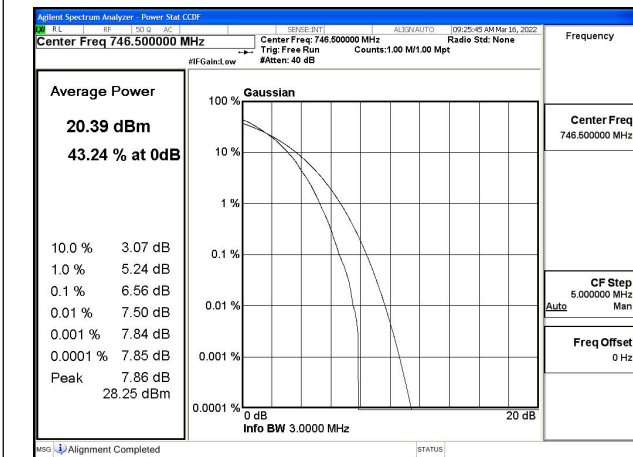 Agilent Spectrum Analyzer - Power Stat CCDF
RL RF 50 Ω AC SENSE:INT ALIGN AUTO 09:25:45 AM Mar 16, 2022
Center Freq 746.500000 MHz
Center Freq: 746.500000 MHz Radio Std: None
Trig: Free Run Counts:1.00 M/1.00 Mpt
#IFGain:Low #Atten: 40 dB
Frequency
Average Power
20.39 dBm
43.24 % at 0dB
10.0 % 3.07 dB
1.0 % 5.24 dB
0.1 % 6.56 dB
0.01 % 7.50 dB
0.001 % 7.84 dB
0.0001 % 7.85 dB
Peak 7.86 dB
28.25 dBm
Gaussian
100 %
10 %
1 %
0.1 %
0.01 %
0.001 %
0.0001 %
0 dB 20 dB
Info BW 3.0000 MHz
Center Freq
746.500000 MHz
CF Step
5.000000 MHz
Auto Man
Freq Offset
0 Hz
MSG Alignment Completed STATUS